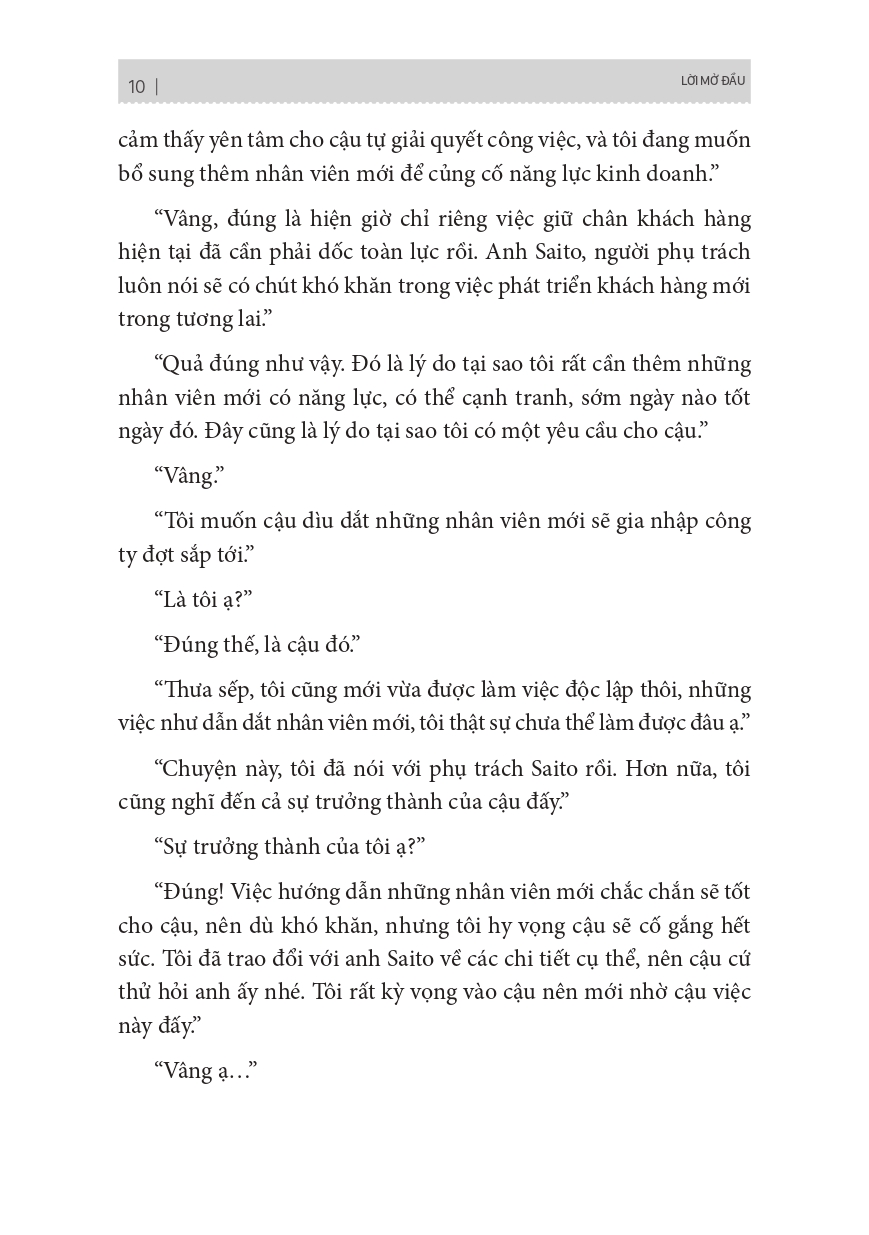 10 |
LỜI MỞ ĐẦU
cảm thấy yên tâm cho cậu tự giải quyết công việc, và tôi đang muốn
bổ sung thêm nhân viên mới để củng cố năng lực kinh doanh.”
“Vâng, đúng là hiện giờ chỉ riêng việc giữ chân khách hàng
hiện tại đã cần phải dốc toàn lực rồi. Anh Saito, người phụ trách
luôn nói sẽ có chút khó khăn trong việc phát triển khách hàng mới
trong tương lai.”
“Quả đúng như vậy. Đó là lý do tại sao tôi rất cần thêm những
nhân viên mới có năng lực, có thể cạnh tranh, sớm ngày nào tốt
ngày đó. Đây cũng là lý do tại sao tôi có một yêu cầu cho cậu.”
“Vâng.”
“Tôi muốn cậu dìu dắt những nhân viên mới sẽ gia nhập công
ty đợt sắp tới.”
“Là tôi ạ?”
“Đúng thế, là cậu đó.”
“Thưa sếp, tôi cũng mới vừa được làm việc độc lập thôi, những
việc như dẫn dắt nhân viên mới, tôi thật sự chưa thể làm được đâu ạ.”
“Chuyện này, tôi đã nói với phụ trách Saito rồi. Hơn nữa, tôi
cũng nghĩ đến cả sự trưởng thành của cậu đấy.”
“Sự trưởng thành của tôi ạ?”
“Đúng! Việc hướng dẫn những nhân viên mới chắc chắn sẽ tốt
cho cậu, nên dù khó khăn, nhưng tôi hy vọng cậu sẽ cố gắng hết
sức. Tôi đã trao đổi với anh Saito về các chi tiết cụ thể, nên cậu cứ
thử hỏi anh ấy nhé. Tôi rất kỳ vọng vào cậu nên mới nhờ cậu việc
này đấy.”
“Vâng ạ…”